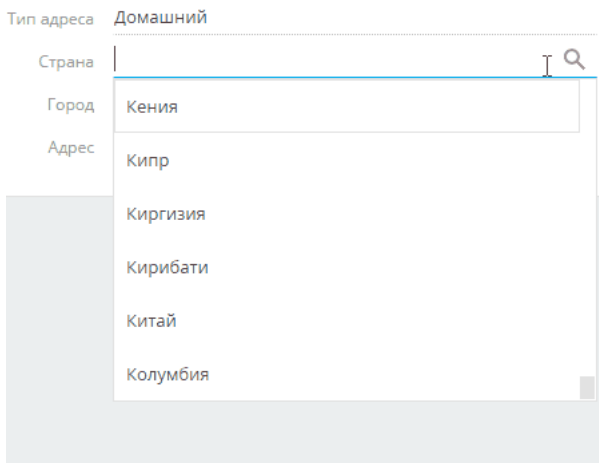 Тип адреса Домашний
Страна
Город
Адрес
Кения
Кипр
Киргизия
Кирибати
Китай
Колумбия